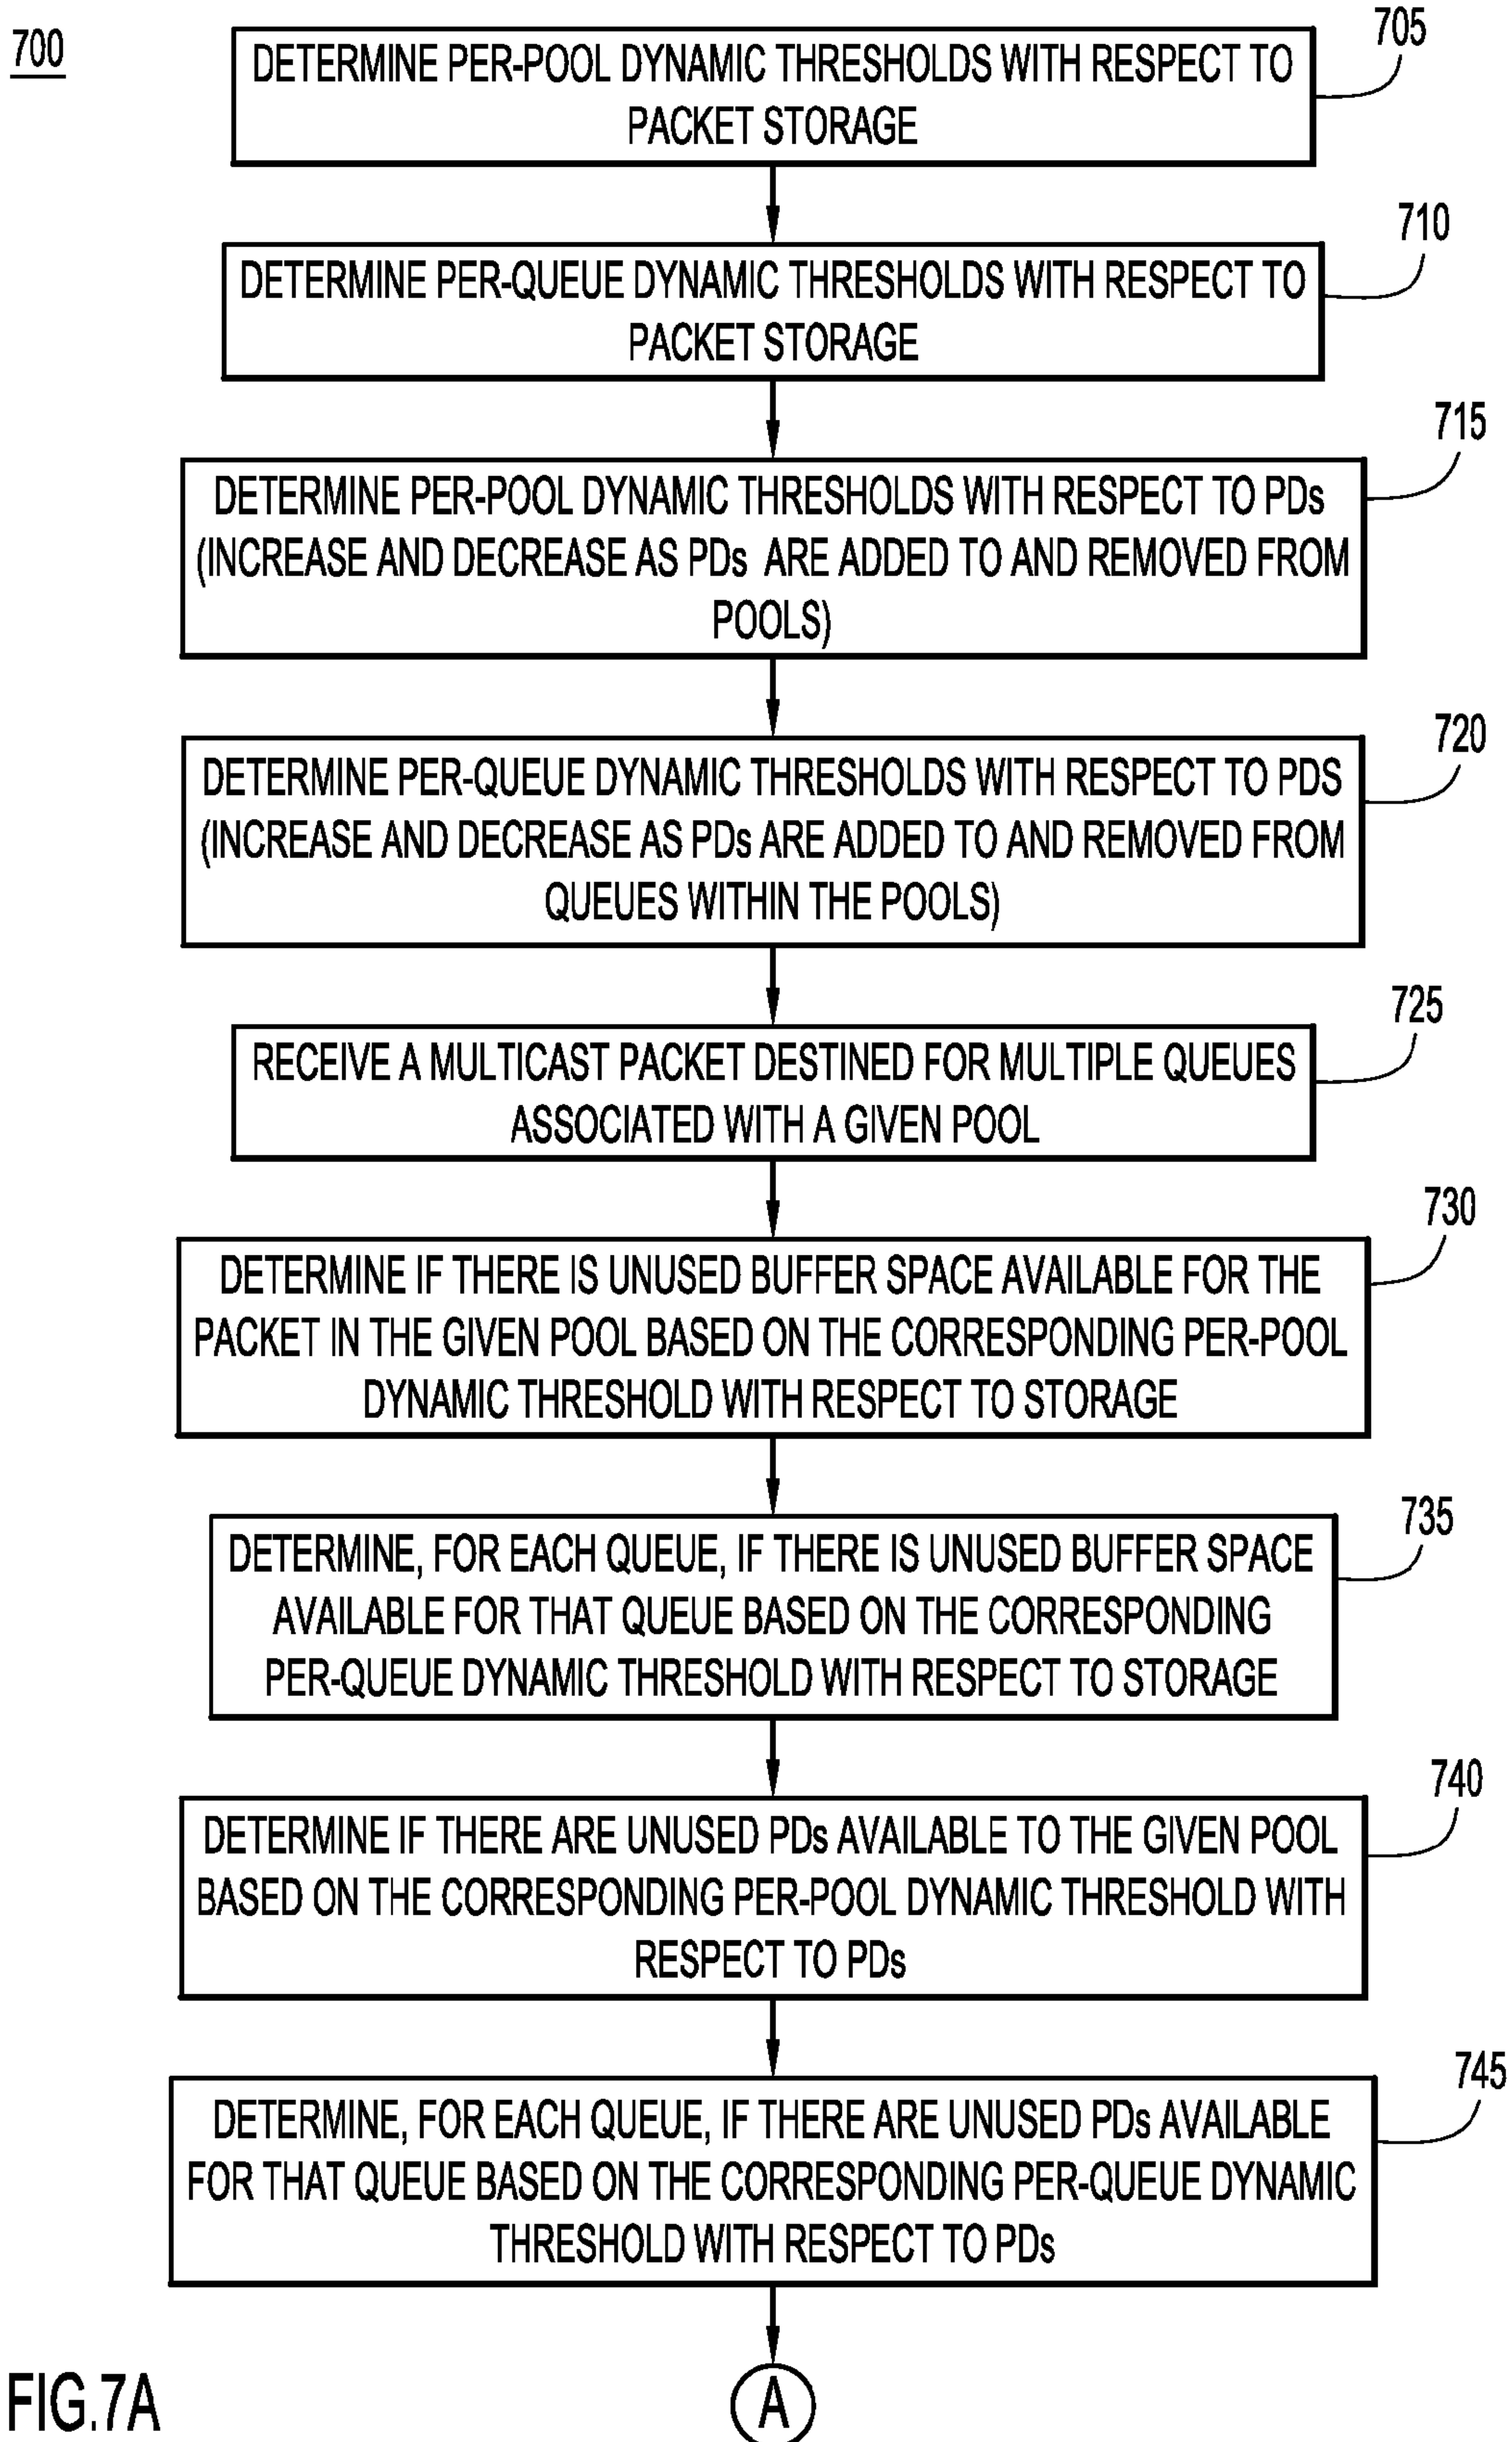 700
705
DETERMINE PER-POOL DYNAMIC THRESHOLDS WITH RESPECT TO
PACKET STORAGE
710
DETERMINE PER-QUEUE DYNAMIC THRESHOLDS WITH RESPECT TO
PACKET STORAGE
715
DETERMINE PER-POOL DYNAMIC THRESHOLDS WITH RESPECT TO PDs
(INCREASE AND DECREASE AS PDs ARE ADDED TO AND REMOVED FROM
POOLS)
720
DETERMINE PER-QUEUE DYNAMIC THRESHOLDS WITH RESPECT TO PDS
(INCREASE AND DECREASE AS PDs ARE ADDED TO AND REMOVED FROM
QUEUES WITHIN THE POOLS)
725
RECEIVE A MULTICAST PACKET DESTINED FOR MULTIPLE QUEUES
ASSOCIATED WITH A GIVEN POOL
730
DETERMINE IF THERE IS UNUSED BUFFER SPACE AVAILABLE FOR THE
PACKET IN THE GIVEN POOL BASED ON THE CORRESPONDING PER-POOL
DYNAMIC THRESHOLD WITH RESPECT TO STORAGE
735
DETERMINE, FOR EACH QUEUE, IF THERE IS UNUSED BUFFER SPACE
AVAILABLE FOR THAT QUEUE BASED ON THE CORRESPONDING
PER-QUEUE DYNAMIC THRESHOLD WITH RESPECT TO STORAGE
740
DETERMINE IF THERE ARE UNUSED PDs AVAILABLE TO THE GIVEN POOL
BASED ON THE CORRESPONDING PER-POOL DYNAMIC THRESHOLD WITH
RESPECT TO PDs
745
DETERMINE, FOR EACH QUEUE, IF THERE ARE UNUSED PDs AVAILABLE
FOR THAT QUEUE BASED ON THE CORRESPONDING PER-QUEUE DYNAMIC
THRESHOLD WITH RESPECT TO PDs
A
FIG.7A